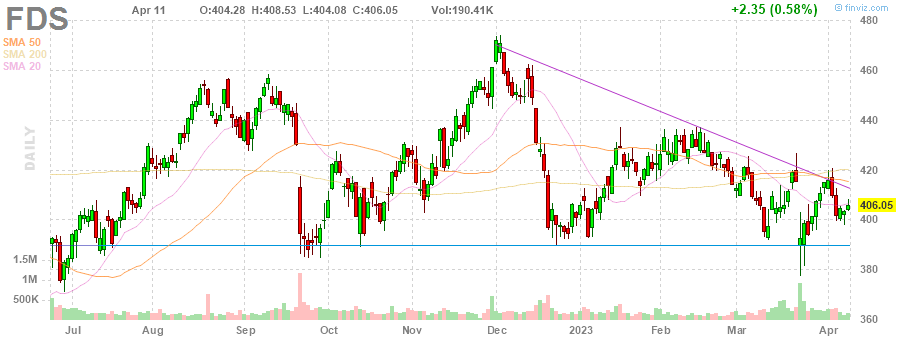 FDS
Apr 11 O:404.28 H:408.53 L:404.08 C:406.05 Vol:190.41K +2.35 (0.58%)
finviz.com
SMA 50
SMA 200
SMA 20
DAILY
480
460
440
420
406.05
400
380
360
1.5M
1M
500K
Jul Aug Sep Oct Nov Dec 2023 Feb Mar Apr